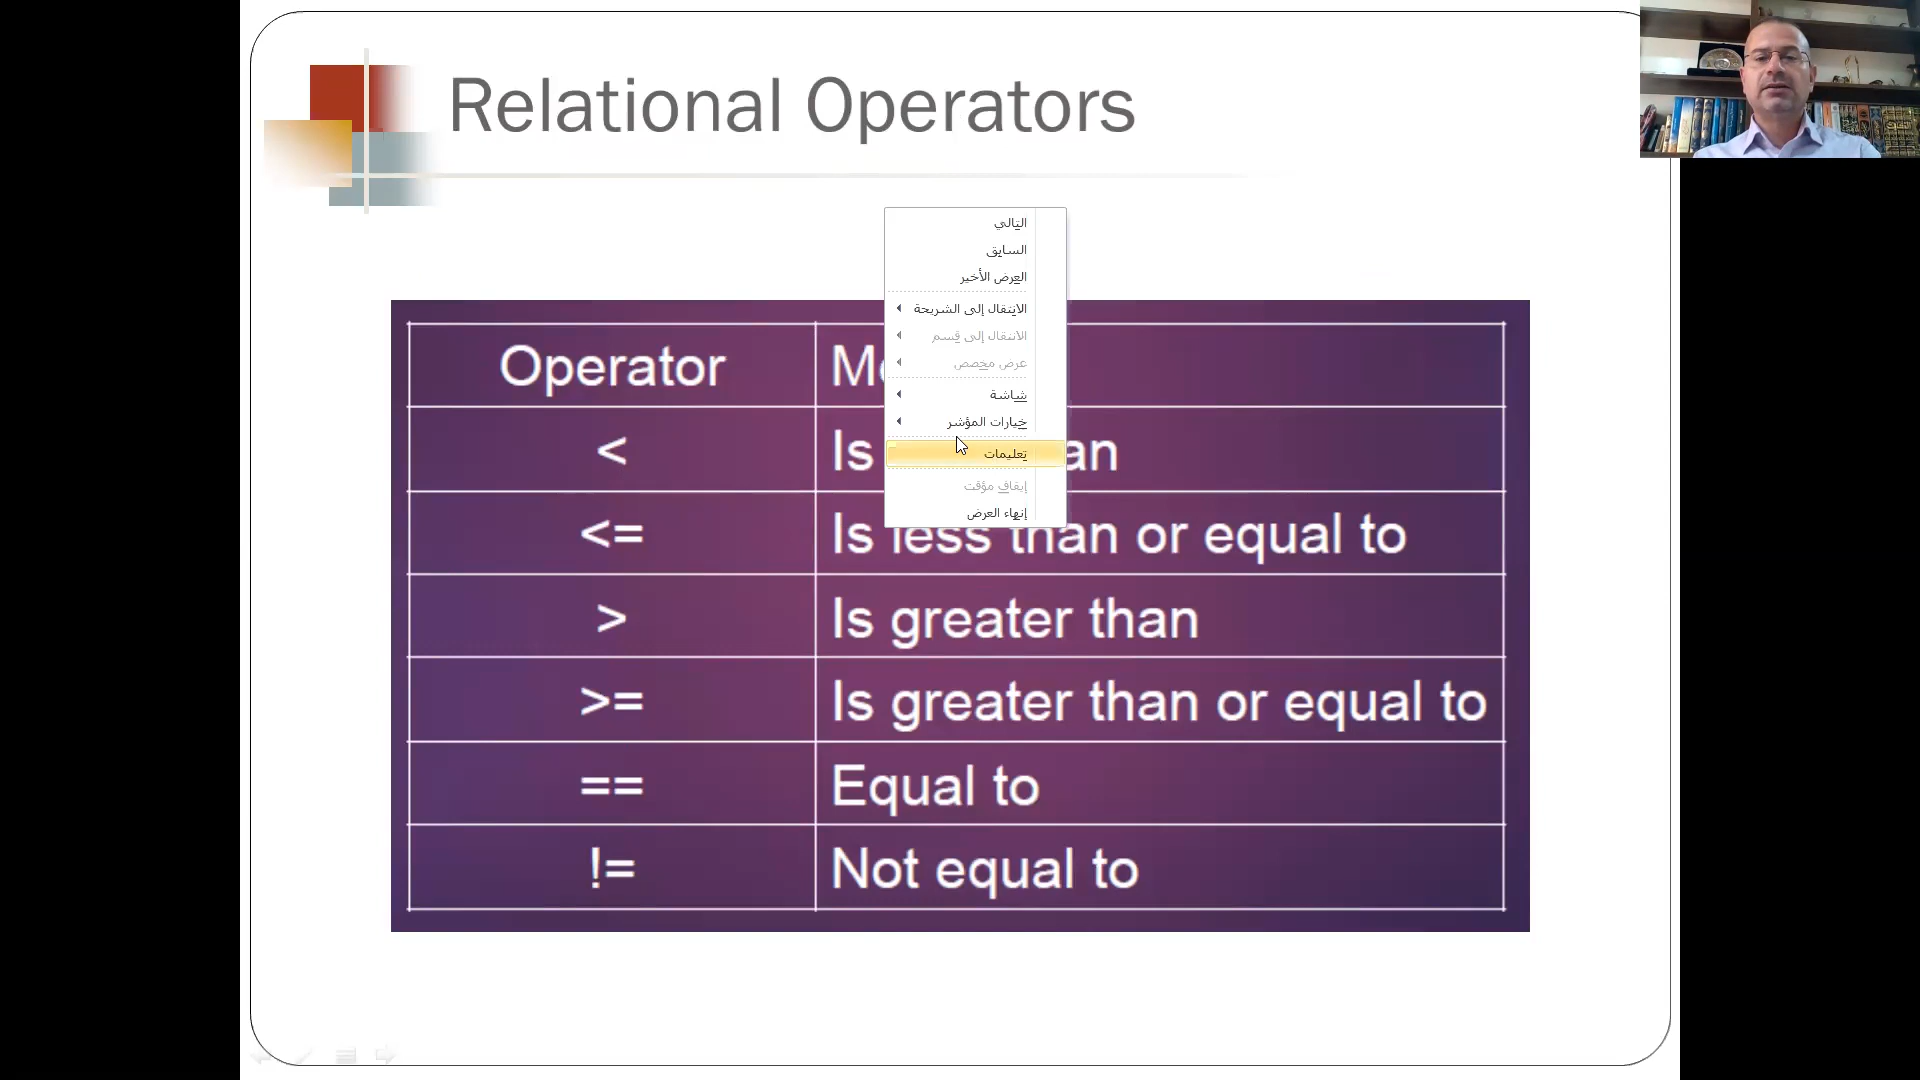 Relational Operators
التالي
السابق
العرض الأخير
الانتقال إلى الشريحة
الانتقال إلى قسم
عرض مخصص
شاشة
خيارات المؤشر
تعليمات
إيقاف مؤقت
إنهاء العرض
Operator
< Is
<= Is less than or equal to
> Is greater than
>= Is greater than or equal to
== Equal to
!= Not equal to